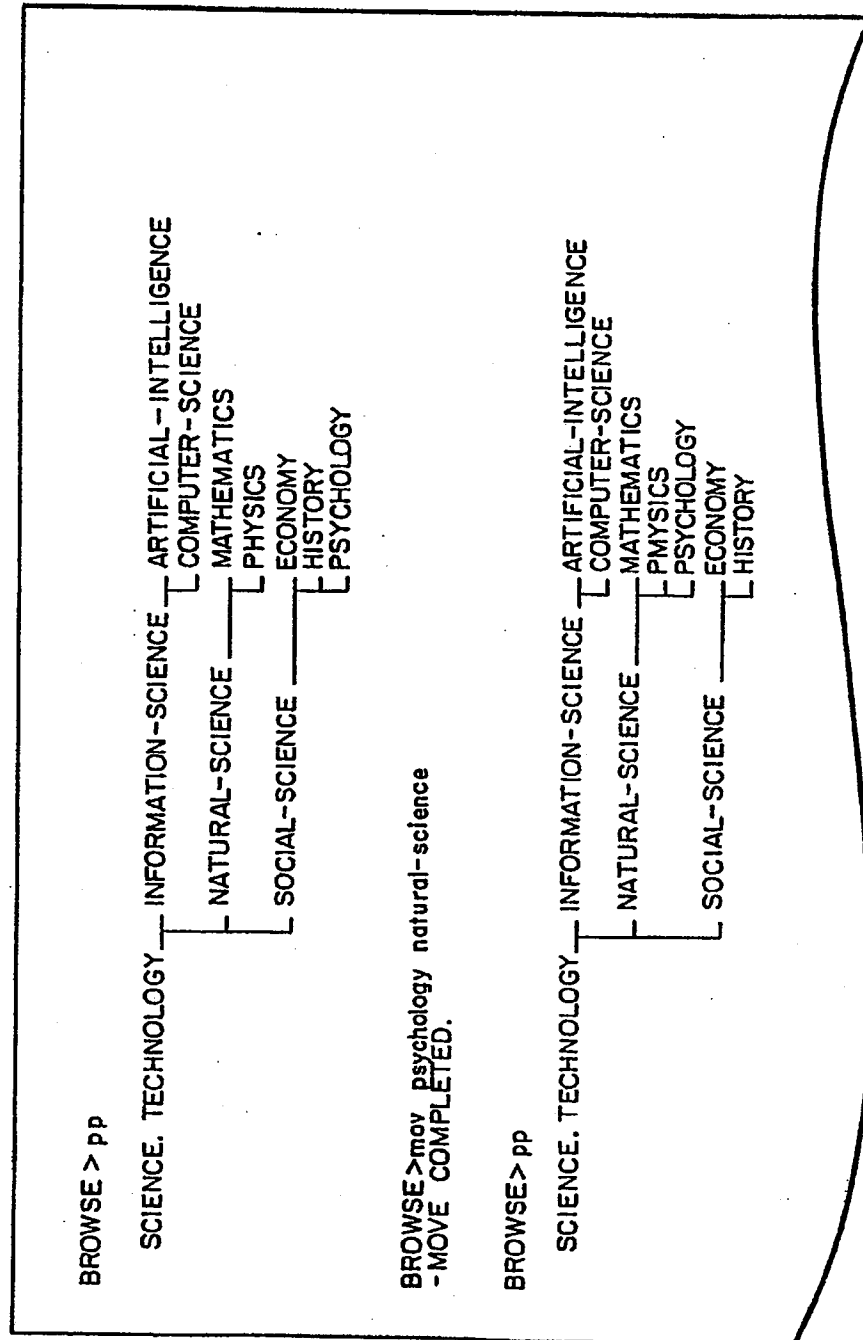 BROWSE > pp
SCIENCE. TECHNOLOGY INFORMATION-SCIENCE ARTIFICIAL-INTELLIGENCE
COMPUTER-SCIENCE
NATURAL-SCIENCE MATHEMATICS
PHYSICS
SOCIAL-SCIENCE ECONOMY
HISTORY
PSYCHOLOGY
BROWSE>mov psychology natural-science
-MOVE COMPLETED.
BROWSE>pp
SCIENCE. TECHNOLOGY INFORMATION-SCIENCE ARTIFICIAL-INTELLIGENCE
COMPUTER-SCIENCE
NATURAL-SCIENCE MATHEMATICS
PMYSICS
PSYCHOLOGY
SOCIAL-SCIENCE ECONOMY
HISTORY